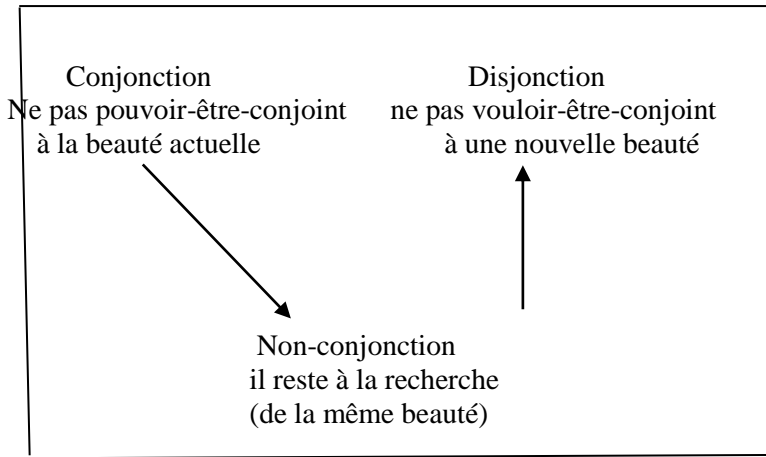 Conjonction
Ne pas pouvoir-être-conjoint
à la beauté actuelle
Disjonction
ne pas vouloir-être-conjoint
à une nouvelle beauté
Non-conjonction
il reste à la recherche
(de la même beauté)